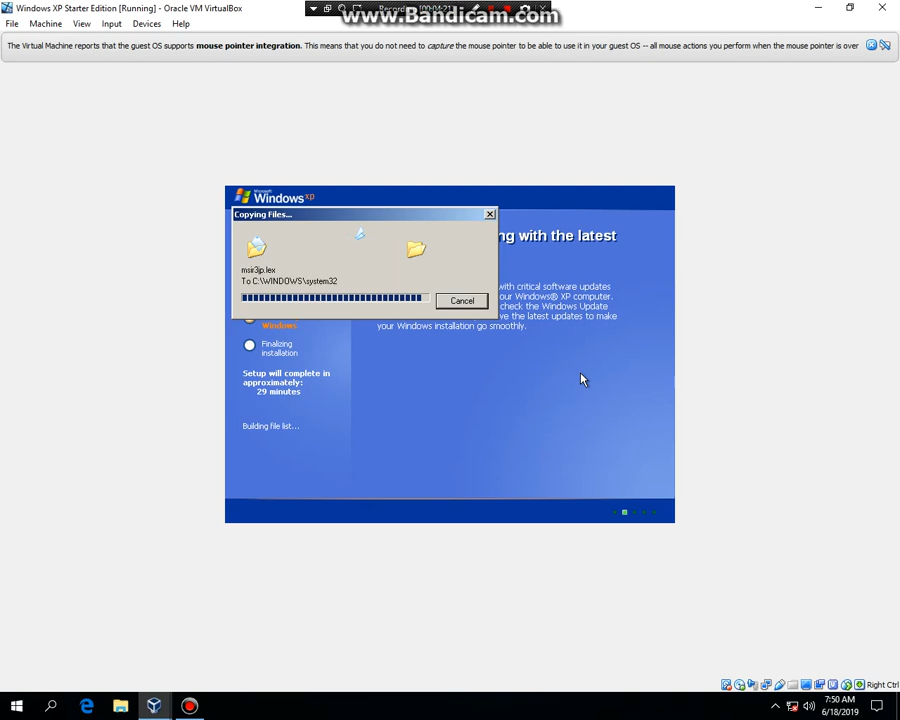 Windows XP Starter Edition [Running] - Oracle VM VirtualBox
www.Bandicam.com
File Machine View Input Devices Help
The Virtual Machine reports that the guest OS supports mouse pointer integration. This means that you do not need to capture the mouse pointer to be able to use it in your guest OS -- all mouse actions you perform when the mouse pointer is over
Microsoft
Windows xp
Copying Files...
ng with the latest
msir3jp.lex
To C:\WINDOWS\system32
Cancel
with critical software updates
our Windows® XP computer.
check the Windows Update
ve the latest updates to make
your Windows installation go smoothly.
Windows
Finalizing
installation
Setup will complete in
approximately:
29 minutes
Building file list...
Right Ctrl
7:50 AM
6/18/2019